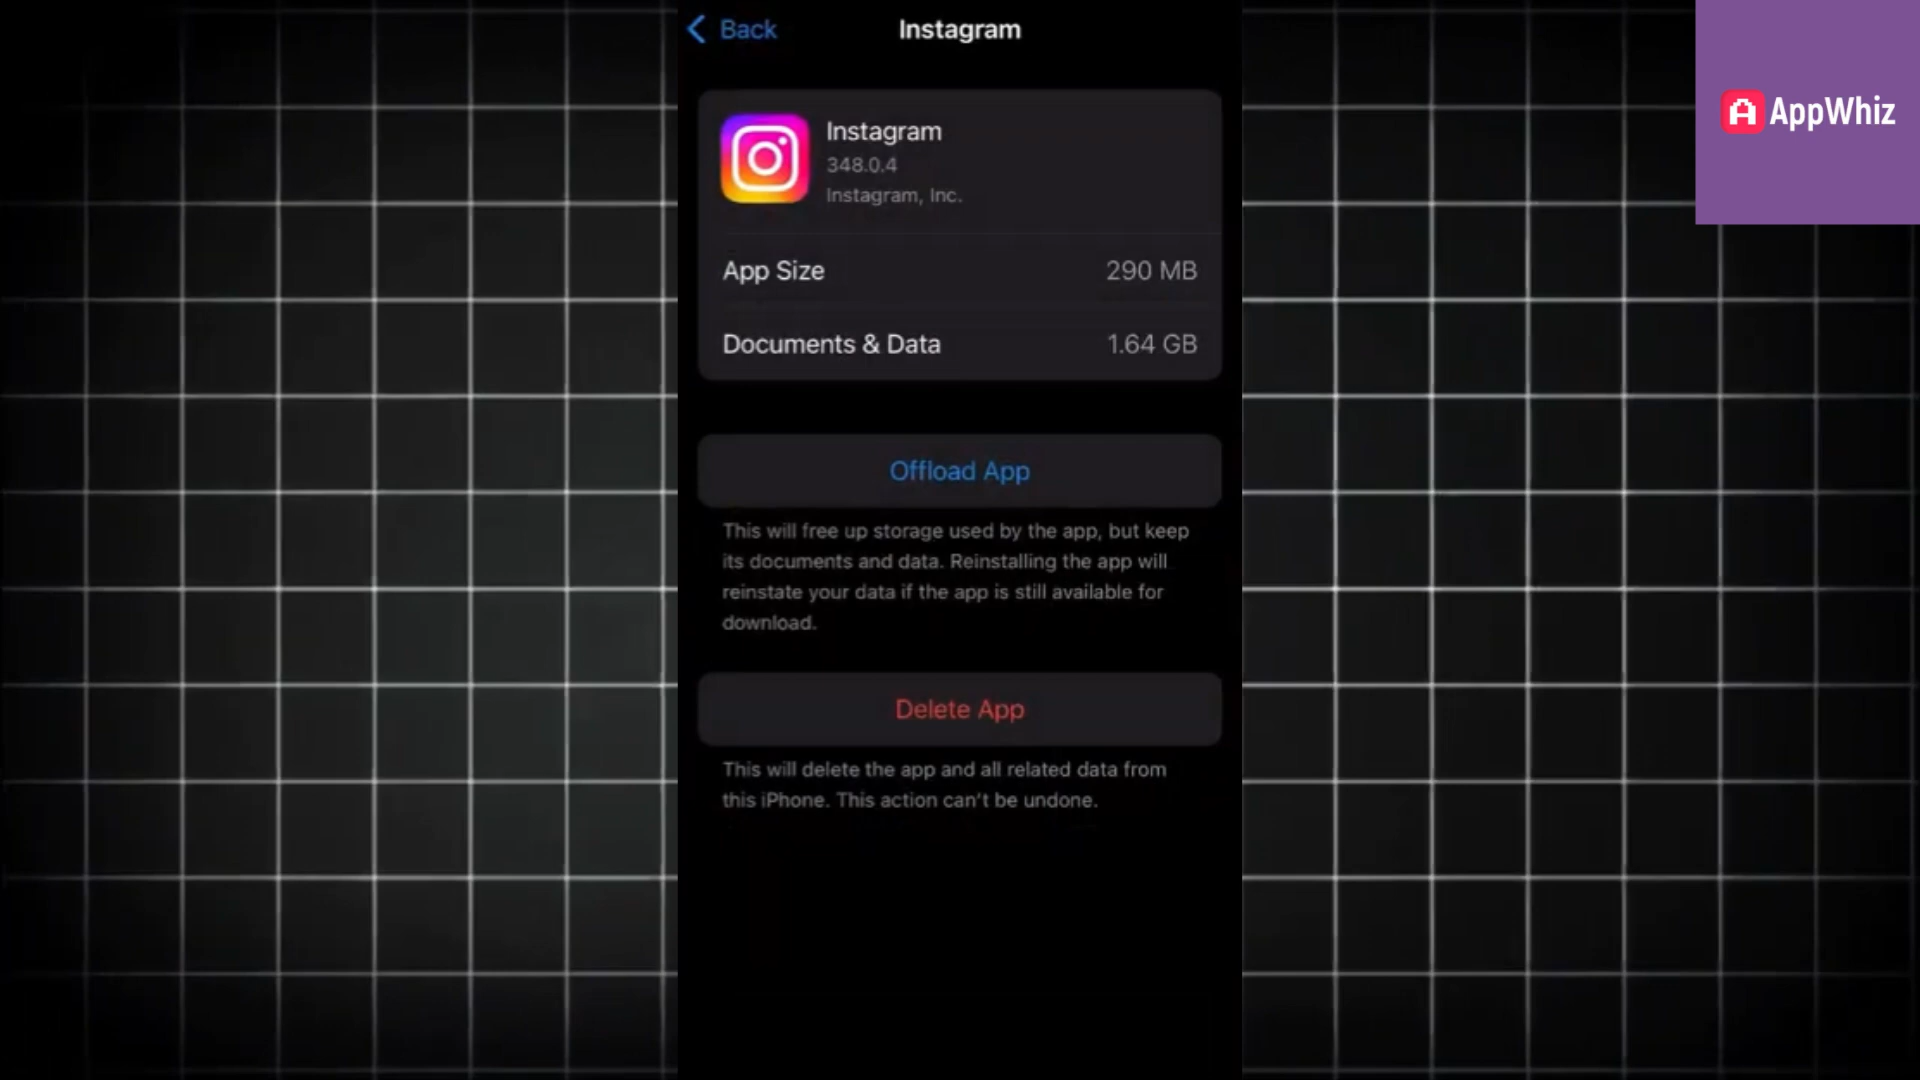 Back
Instagram
AppWhiz
Instagram
348.0.4
Instagram, Inc.
App Size 290 MB
Documents & Data 1.64 GB
Offload App
This will free up storage used by the app, but keep
its documents and data. Reinstalling the app will
reinstate your data if the app is still available for
download.
Delete App
This will delete the app and all related data from
this iPhone. This action can't be undone.